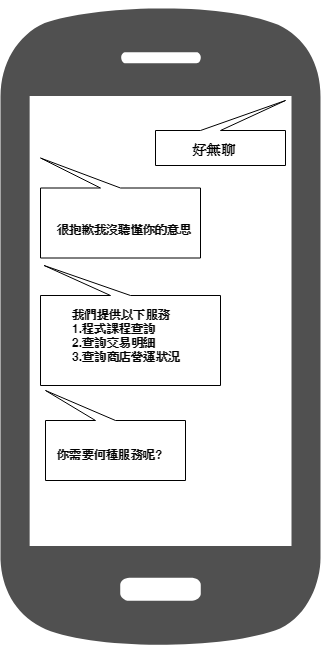 好無聊
很抱歉我沒聽懂你的意思
我們提供以下服務
1.程式課程查詢
2.查詢交易明細
3.查詢商店營運狀況
你需要何種服務呢?